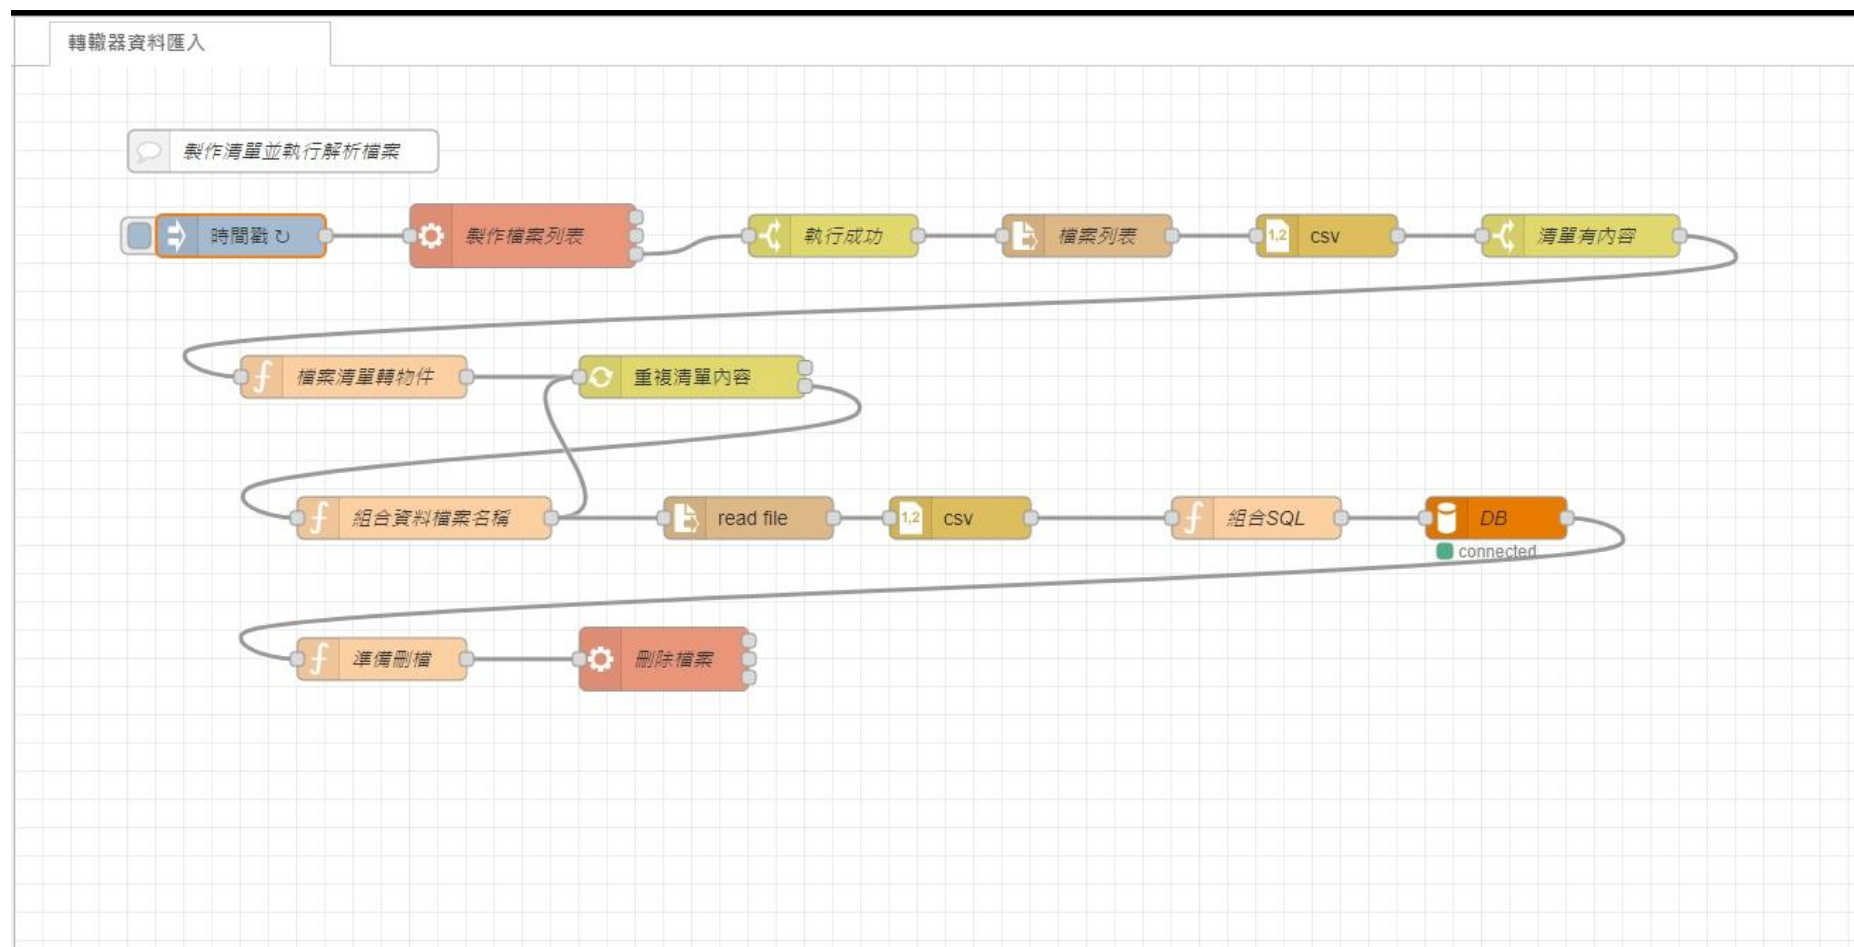 轉轍器資料匯入
製作清單並執行解析檔案
時間戳 ↻
製作檔案列表
執行成功
檔案列表
1,2
csv
清單有內容
檔案清單轉物件
重複清單內容
組合資料檔案名稱
read file
1,2
csv
組合SQL
DB
connected
準備刪檔
刪除檔案